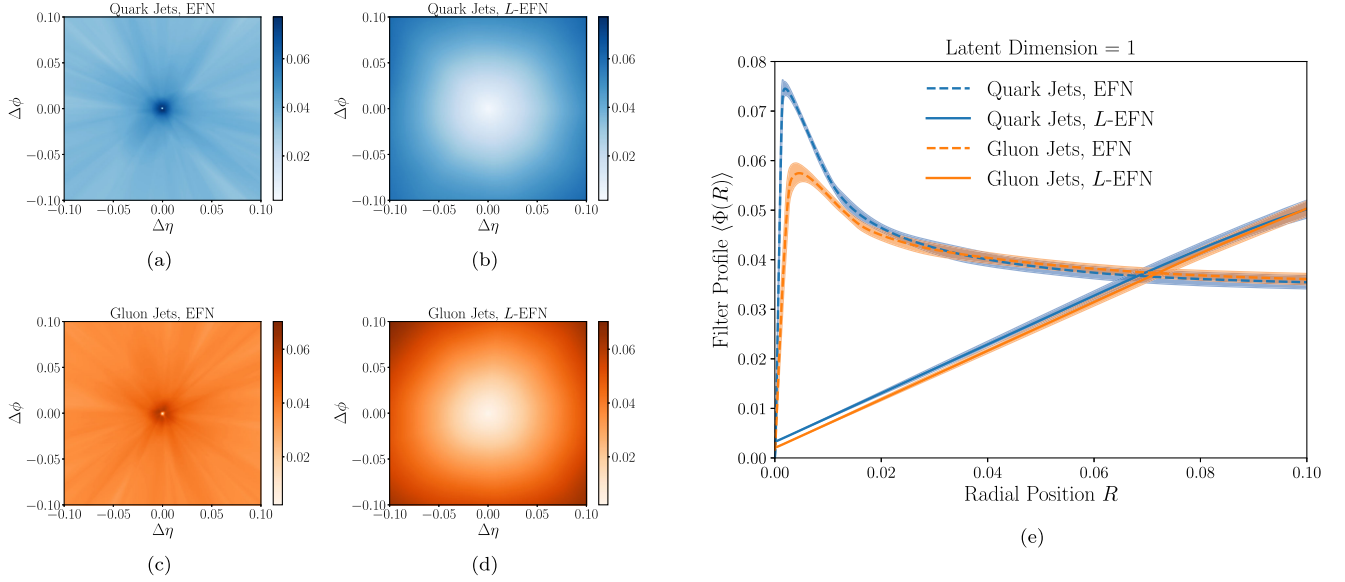 Quark Jets, EFN
0.10
0.05
0.00
−0.05
−0.10
Δϕ
−0.10 −0.05 0.00 0.05 0.10
Δη
0.06
0.04
0.02
(a)
Quark Jets, L-EFN
0.10
0.05
0.00
−0.05
−0.10
Δϕ
−0.10 −0.05 0.00 0.05 0.10
Δη
0.06
0.04
0.02
(b)
Gluon Jets, EFN
0.10
0.05
0.00
−0.05
−0.10
Δϕ
−0.10 −0.05 0.00 0.05 0.10
Δη
0.06
0.04
0.02
(c)
Gluon Jets, L-EFN
0.10
0.05
0.00
−0.05
−0.10
Δϕ
−0.10 −0.05 0.00 0.05 0.10
Δη
0.06
0.04
0.02
(d)
Latent Dimension = 1
0.08
0.07
0.06
0.05
0.04
0.03
0.02
0.01
0.00
Filter Profile ⟨Φ(R)⟩
Quark Jets, EFN
Quark Jets, L-EFN
Gluon Jets, EFN
Gluon Jets, L-EFN
0.00 0.02 0.04 0.06 0.08 0.10
Radial Position R
(e)